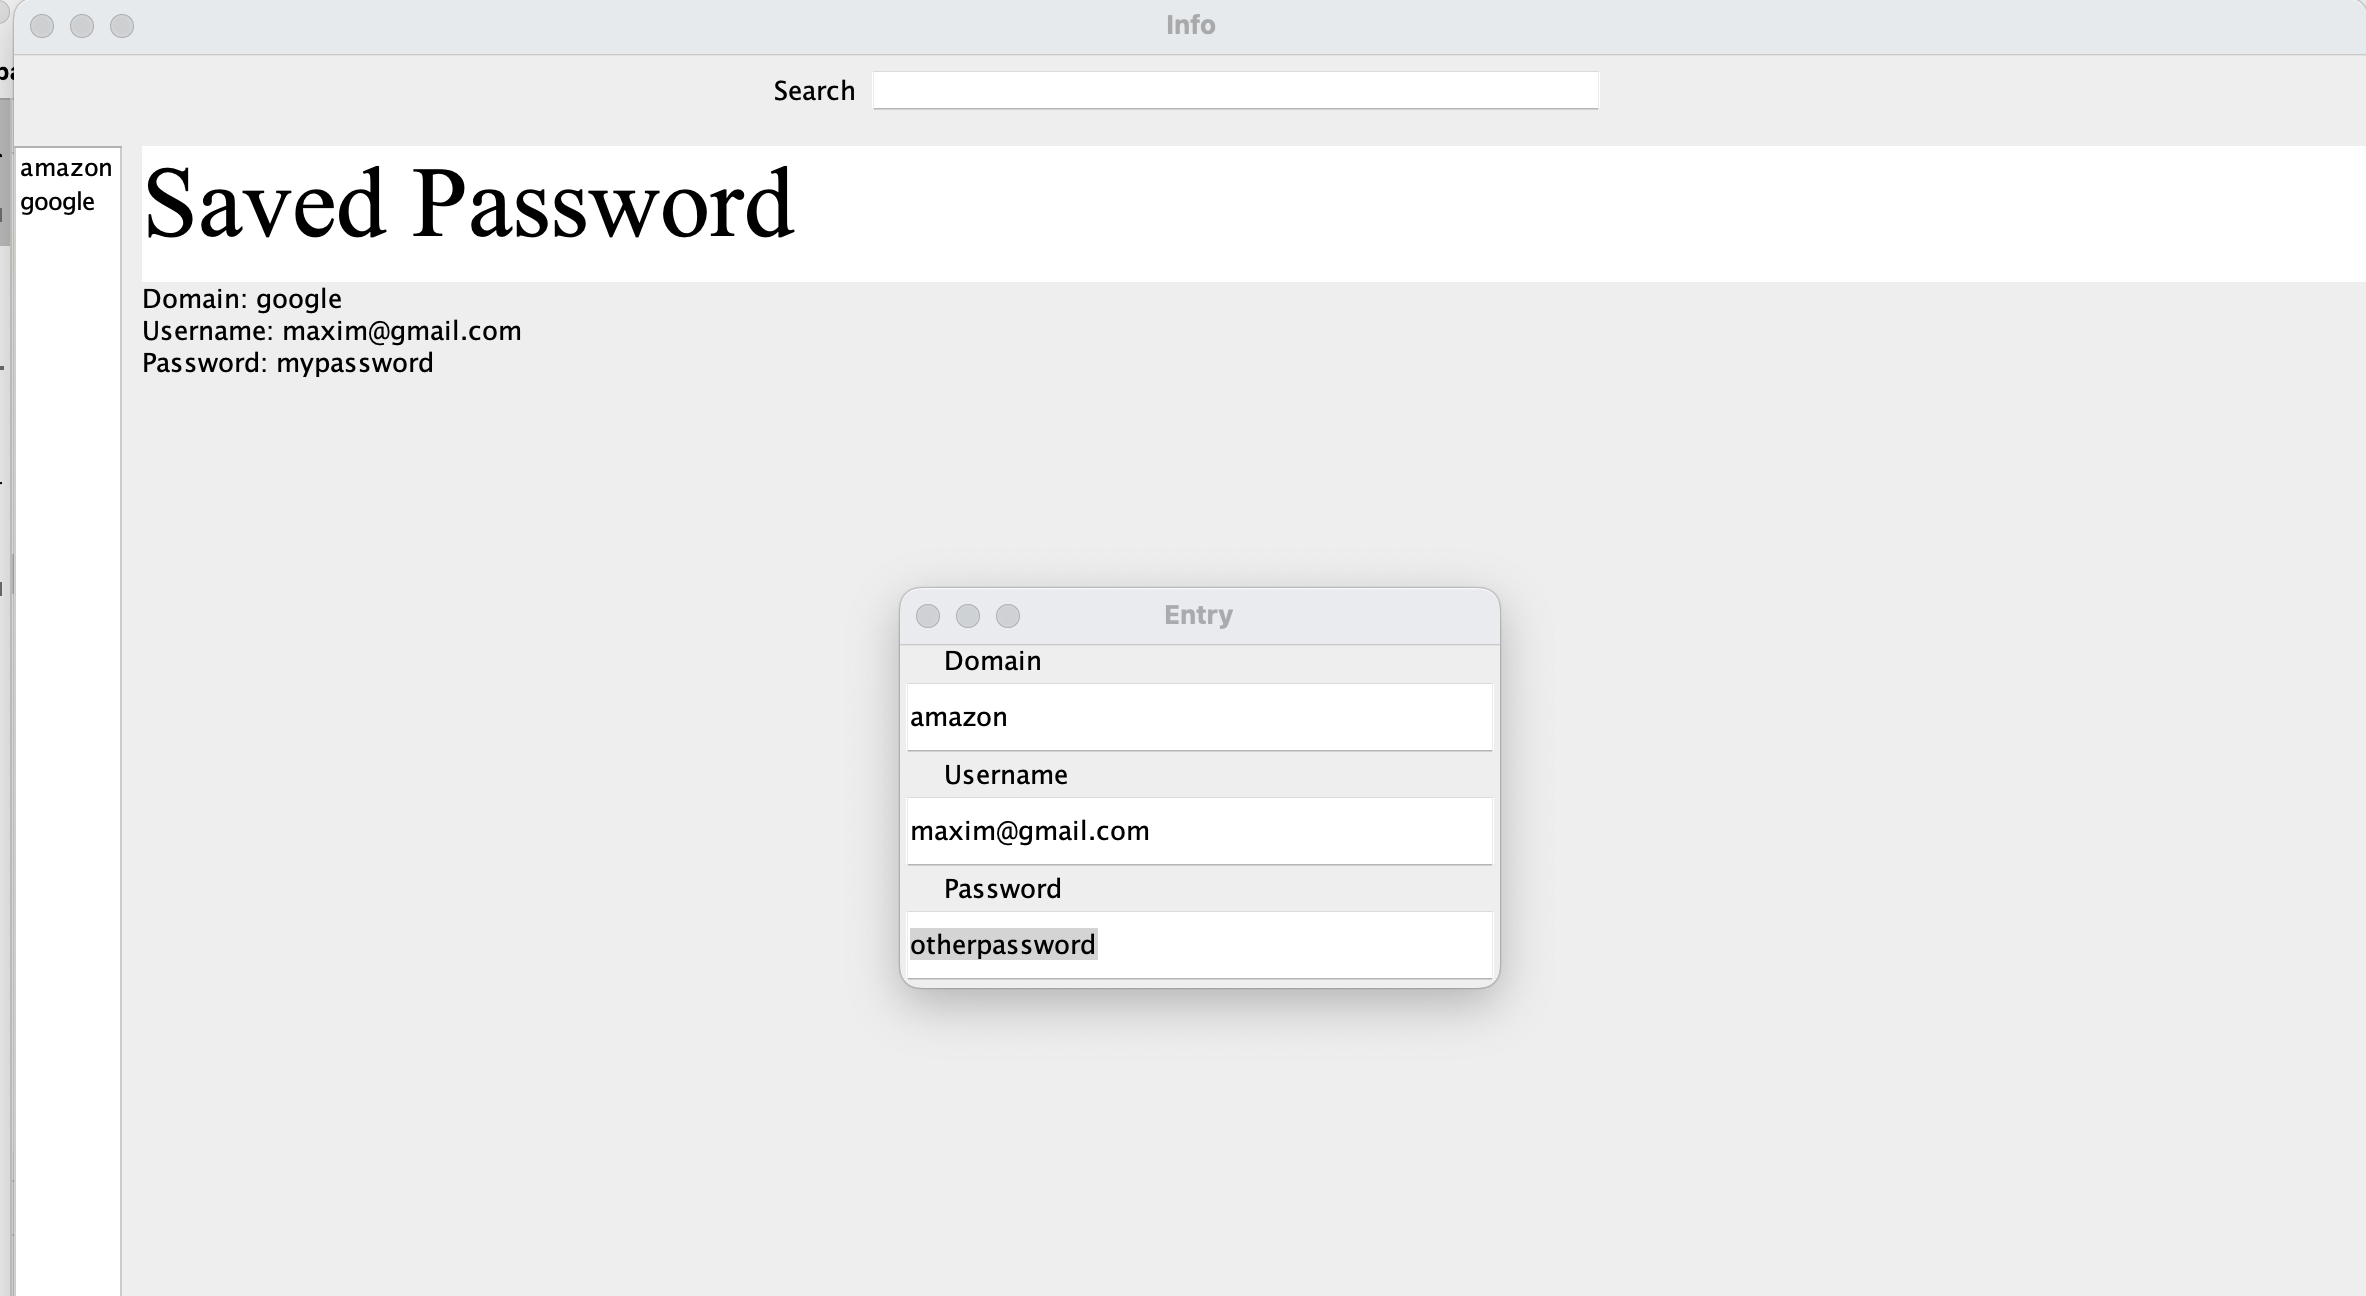 Info
Search
amazon
google
Saved Password
Domain: google
Username: maxim@gmail.com
Password: mypassword
Entry
Domain
amazon
Username
maxim@gmail.com
Password
otherpassword